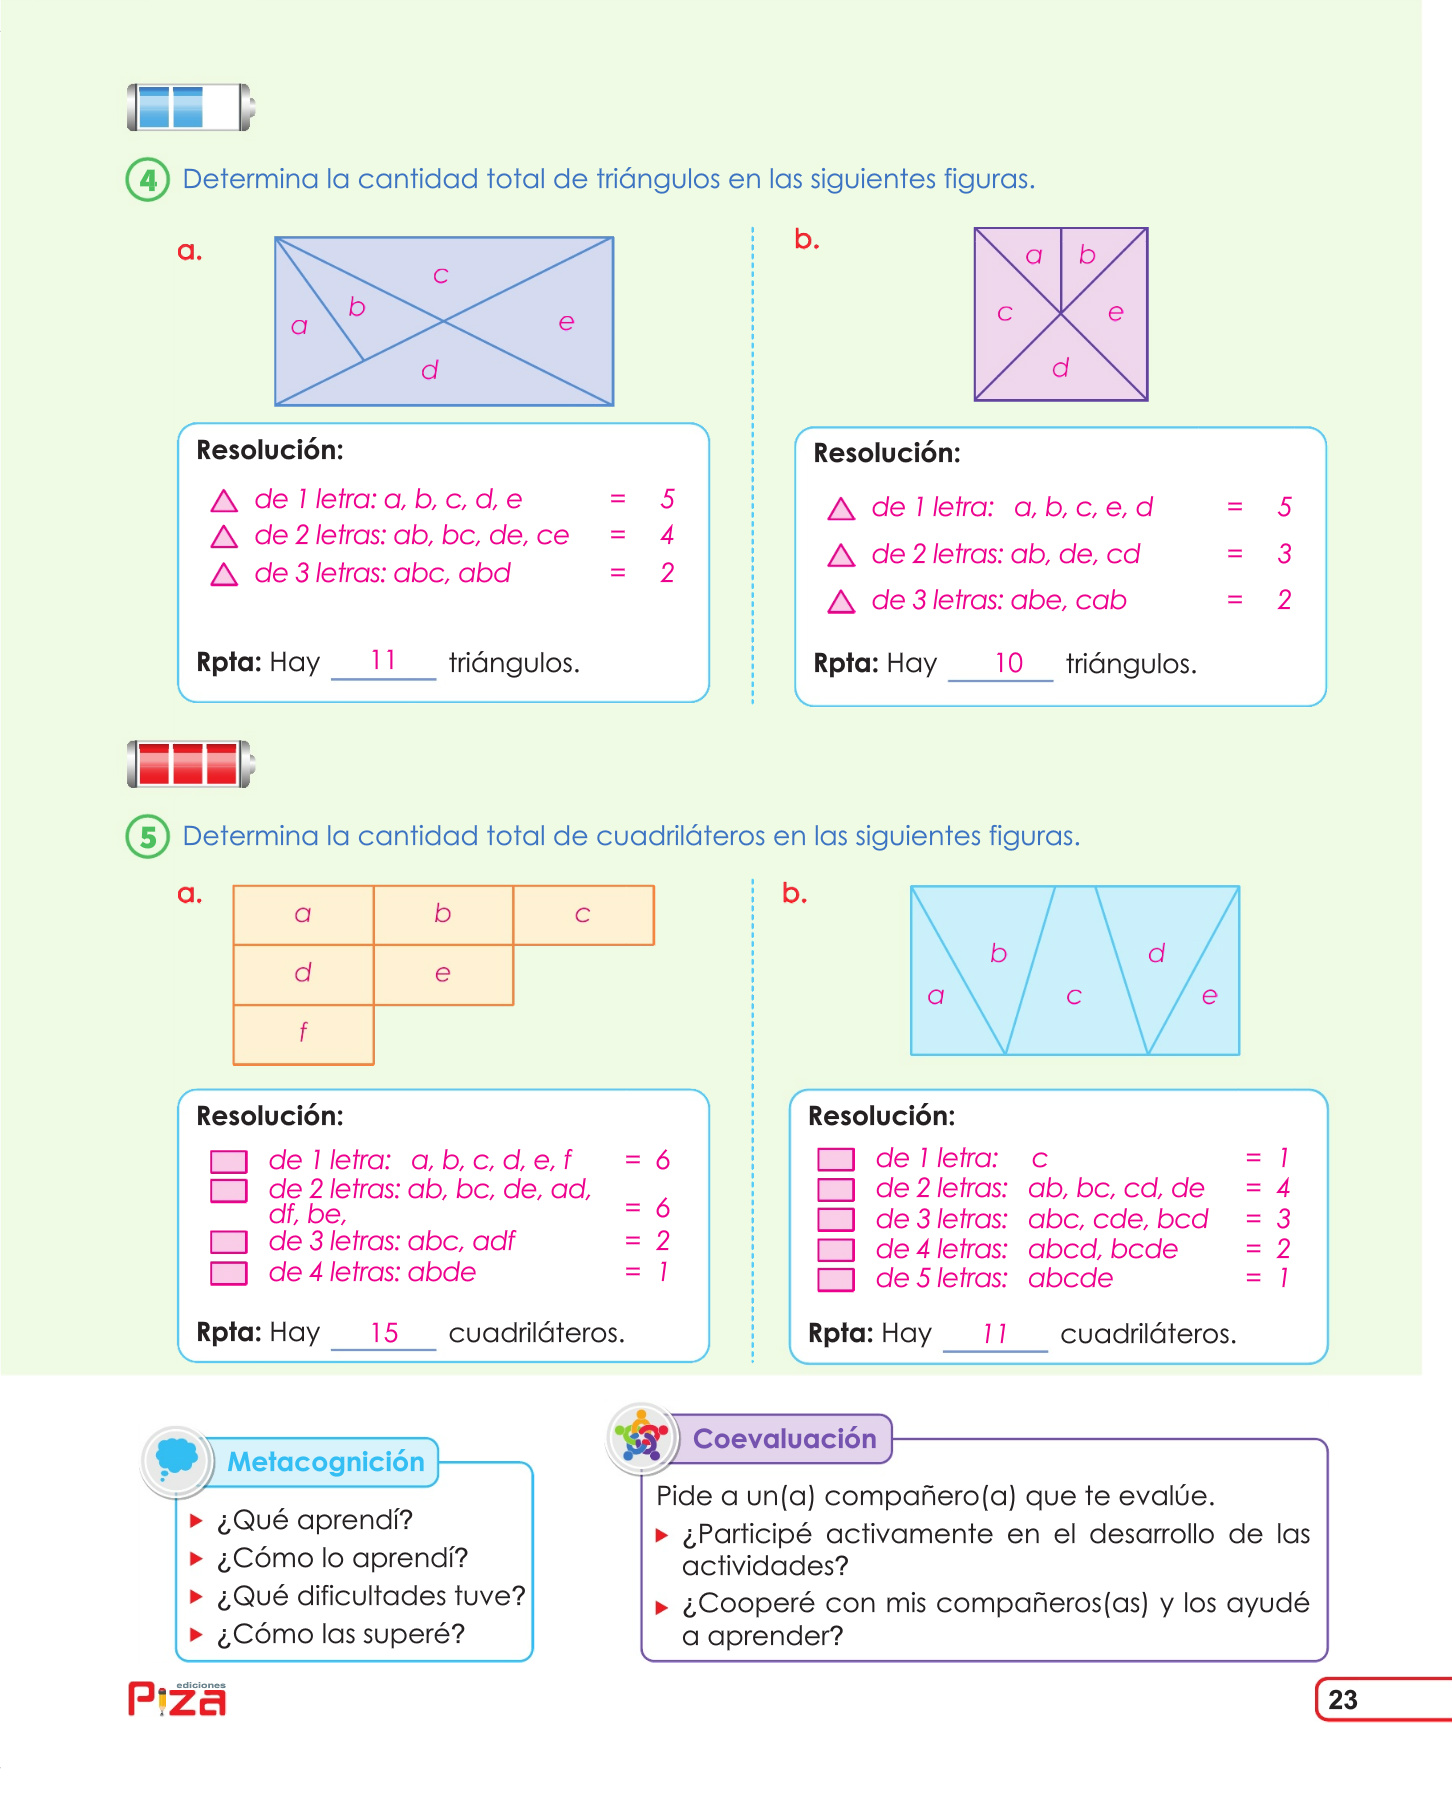 4 Determina la cantidad total de triángulos en las siguientes figuras.
a.
c
b
a
e
d
Resolución:
de 1 letra: a, b, c, d, e = 5
de 2 letras: ab, bc, de, ce = 4
de 3 letras: abc, abd = 2
Rpta: Hay 11 triángulos.
b.
a b
c e
d
Resolución:
de 1 letra: a, b, c, e, d = 5
de 2 letras: ab, de, cd = 3
de 3 letras: abe, cab = 2
Rpta: Hay 10 triángulos.
5 Determina la cantidad total de cuadriláteros en las siguientes figuras.
a.
a b c
d e
f
Resolución:
de 1 letra: a, b, c, d, e, f = 6
de 2 letras: ab, bc, de, ad,
df, be, = 6
de 3 letras: abc, adf = 2
de 4 letras: abde = 1
Rpta: Hay 15 cuadriláteros.
b.
b d
a c e
Resolución:
de 1 letra: c = 1
de 2 letras: ab, bc, cd, de = 4
de 3 letras: abc, cde, bcd = 3
de 4 letras: abcd, bcde = 2
de 5 letras: abcde = 1
Rpta: Hay 11 cuadriláteros.
Metacognición
¿Qué aprendí?
¿Cómo lo aprendí?
¿Qué dificultades tuve?
¿Cómo las superé?
Coevaluación
Pide a un(a) compañero(a) que te evalúe.
¿Participé activamente en el desarrollo de las
actividades?
¿Cooperé con mis compañeros(as) y los ayudé
a aprender?
ediciones
Piza
23